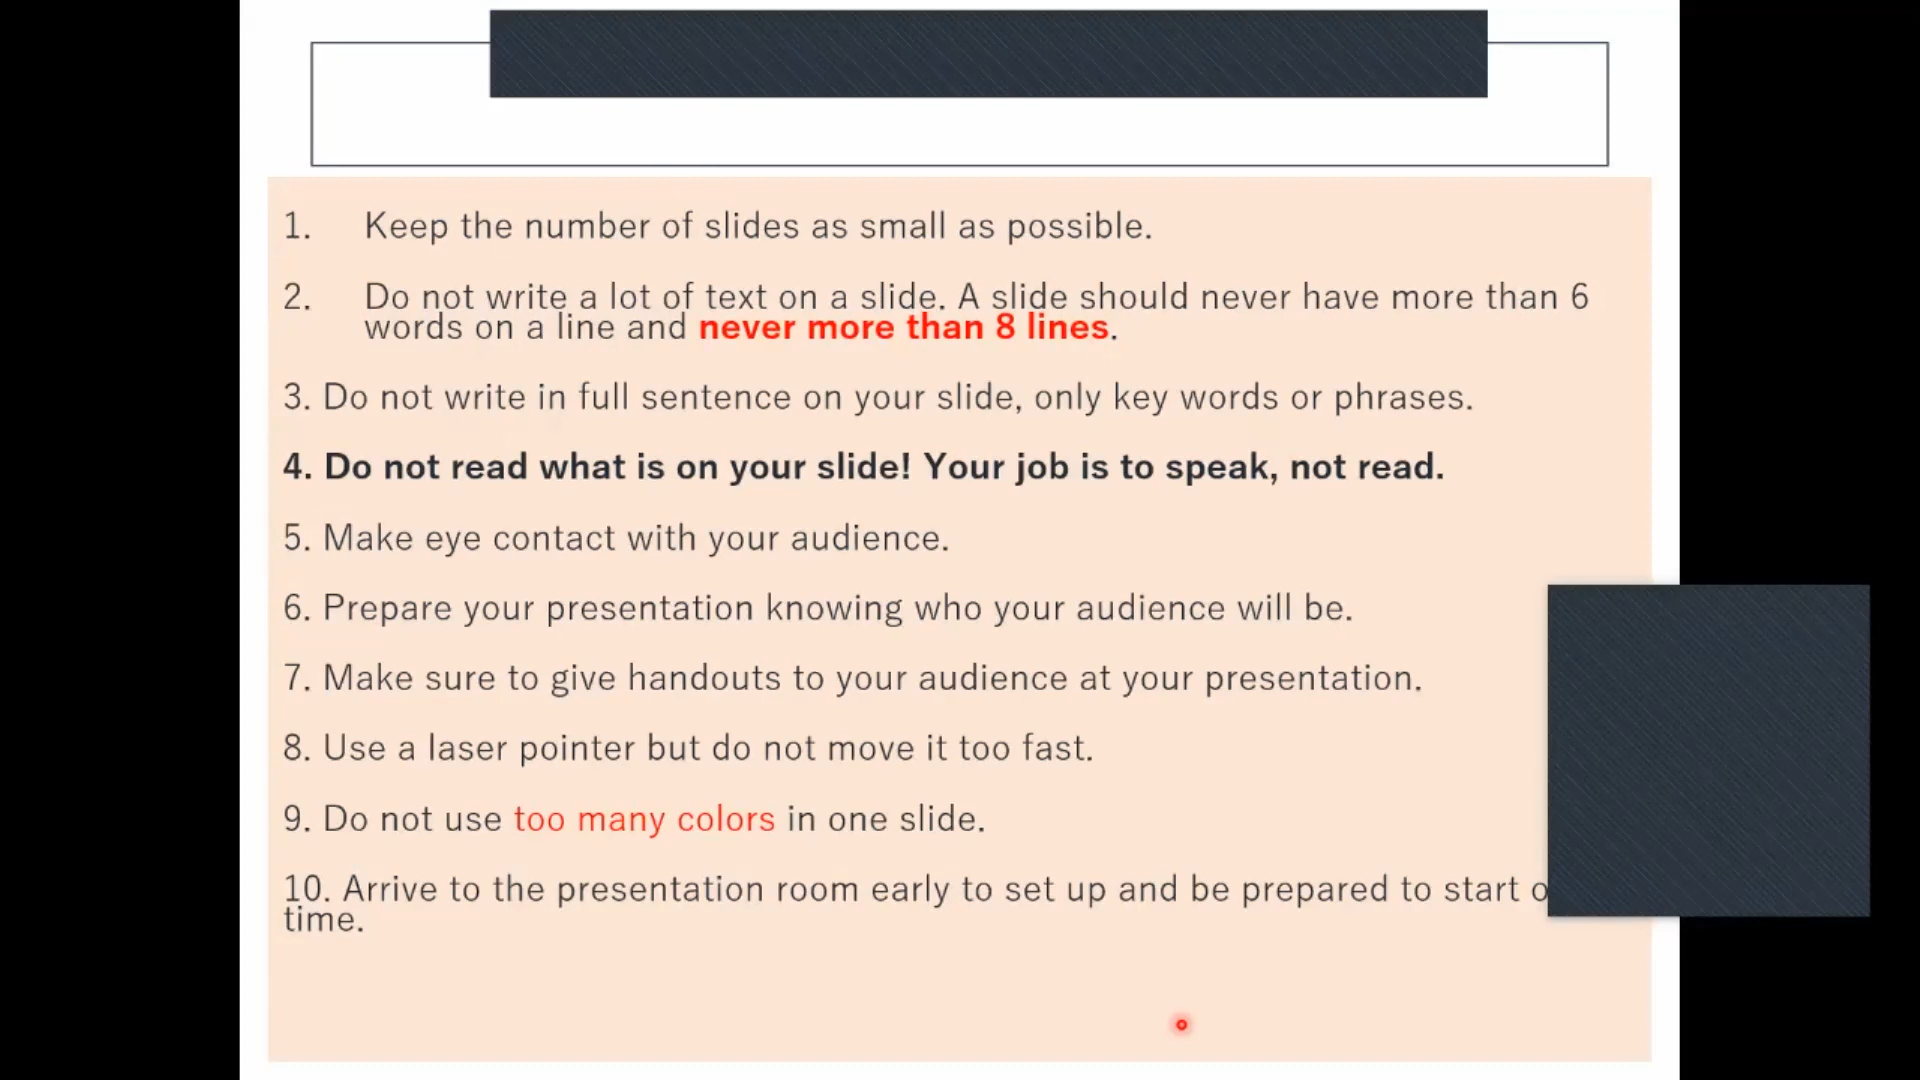 1. Keep the number of slides as small as possible.
2. Do not write a lot of text on a slide. A slide should never have more than 6
words on a line and never more than 8 lines.
3. Do not write in full sentence on your slide, only key words or phrases.
4. Do not read what is on your slide! Your job is to speak, not read.
5. Make eye contact with your audience.
6. Prepare your presentation knowing who your audience will be.
7. Make sure to give handouts to your audience at your presentation.
8. Use a laser pointer but do not move it too fast.
9. Do not use too many colors in one slide.
10. Arrive to the presentation room early to set up and be prepared to start
time.